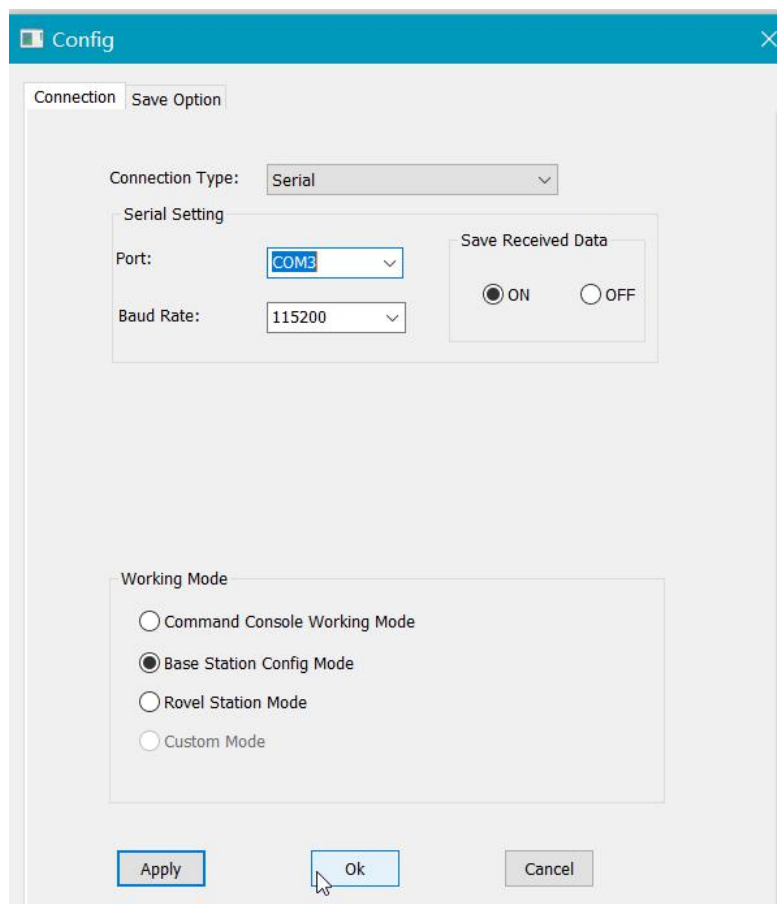 Config
Connection
Save Option
Connection Type:
Serial
Serial Setting
Port:
COM3
Save Received Data
ON
OFF
Baud Rate:
115200
Working Mode
Command Console Working Mode
Base Station Config Mode
Rovel Station Mode
Custom Mode
Apply
Ok
Cancel